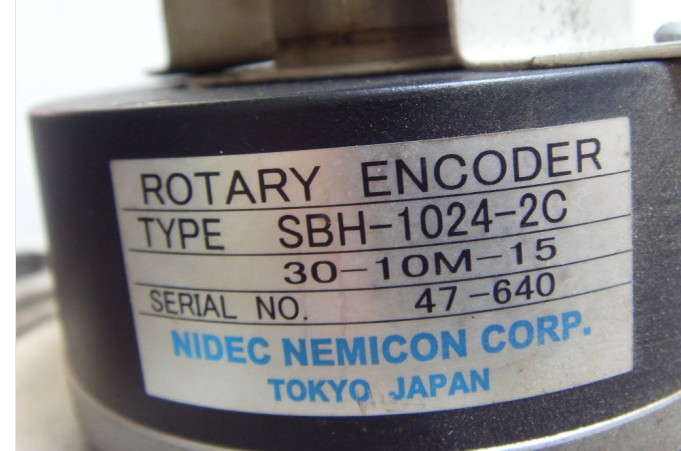 ROTARY ENCODER
TYPE SBH-1024-2C
30-10M-15
SERIAL NO. 47-640
NIDEC NEMICON CORP.
TOKYO JAPAN